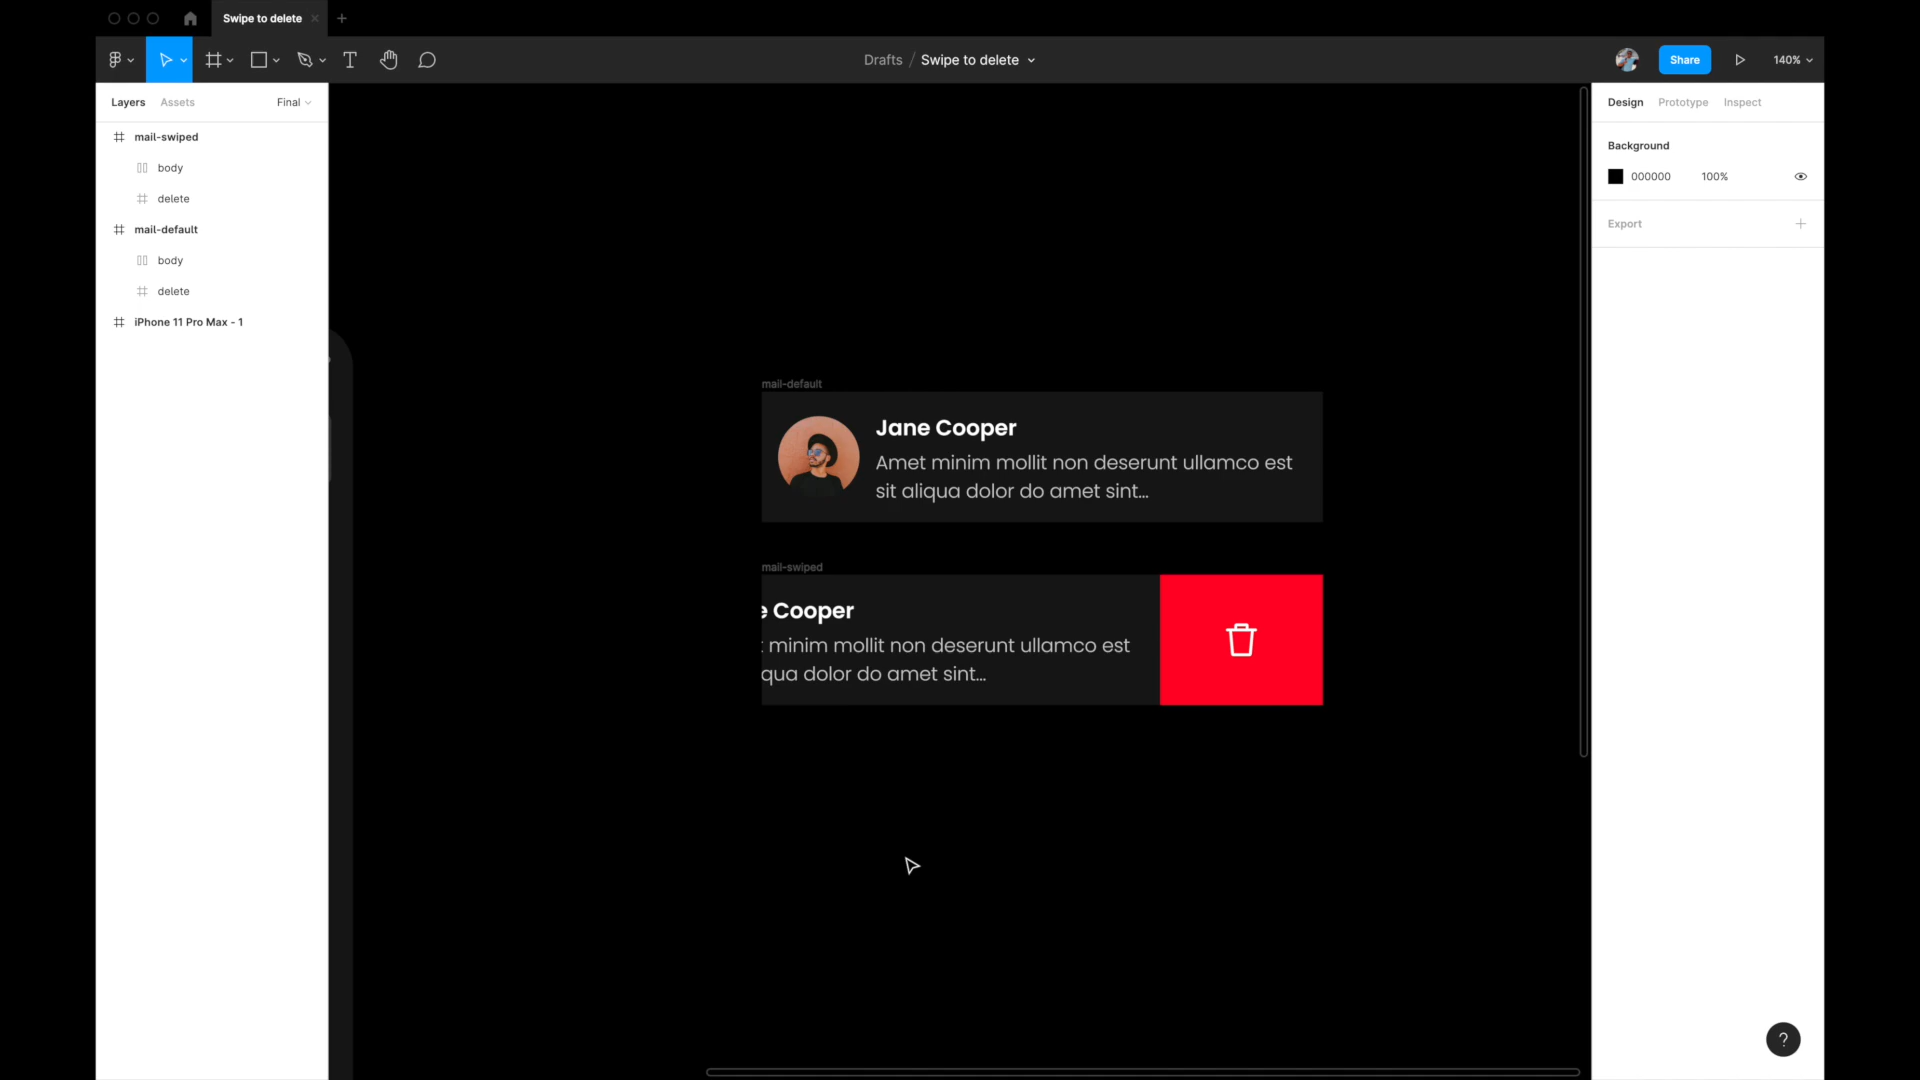 Swipe to delete
Drafts / Swipe to delete
Share
140%
Layers
Assets
Final
mail-swiped
body
delete
mail-default
body
delete
iPhone 11 Pro Max - 1
mail-default
Jane Cooper
Amet minim mollit non deserunt ullamco est
sit aliqua dolor do amet sint...
mail-swiped
e Cooper
minim mollit non deserunt ullamco est
qua dolor do amet sint...
Design
Prototype
Inspect
Background
000000
100%
Export
?